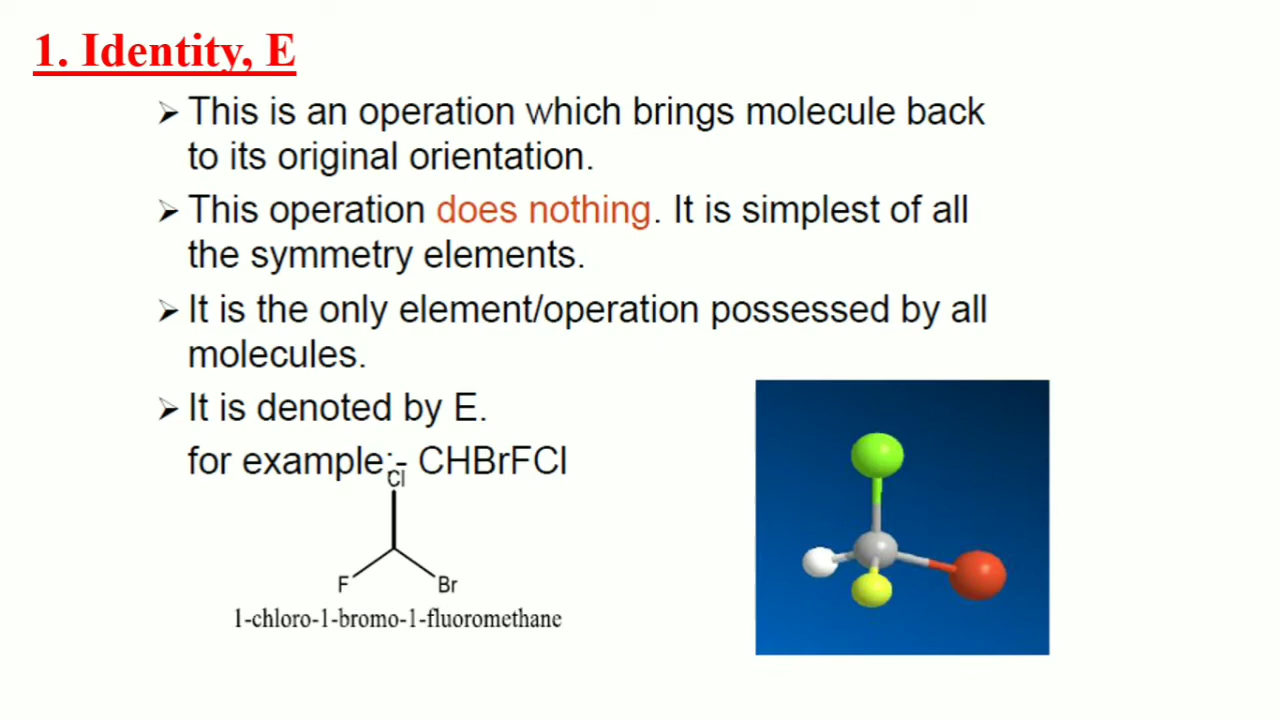 1. Identity, E
➢ This is an operation which brings molecule back
to its original orientation.
➢ This operation does nothing. It is simplest of all
the symmetry elements.
➢ It is the only element/operation possessed by all
molecules.
➢ It is denoted by E.
for example:- CHBrFCl
Cl
F
Br
1-chloro-1-bromo-1-fluoromethane